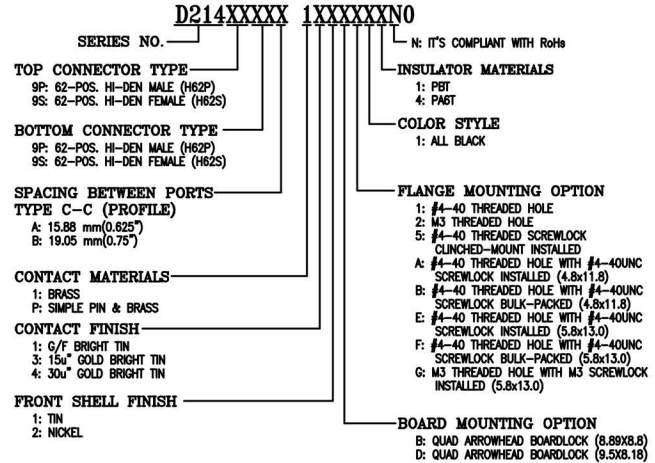 D214XXXXX 1XXXXXXN0
SERIES NO.
N: IT'S COMPLIANT WITH RoHs
TOP CONNECTOR TYPE
9P: 62-POS. HI-DEN MALE (H62P)
9S: 62-POS. HI-DEN FEMALE (H62S)
BOTTOM CONNECTOR TYPE
9P: 62-POS. HI-DEN MALE (H62P)
9S: 62-POS. HI-DEN FEMALE (H62S)
SPACING BETWEEN PORTS
TYPE C-C (PROFILE)
A: 15.88 mm(0.625")
B: 19.05 mm(0.75")
CONTACT MATERIALS
1: BRASS
P: SIMPLE PIN & BRASS
CONTACT FINISH
1: G/F BRIGHT TIN
3: 15u" GOLD BRIGHT TIN
4: 30u" GOLD BRIGHT TIN
FRONT SHELL FINISH
1: TIN
2: NICKEL
INSULATOR MATERIALS
1: PBT
4: PA6T
COLOR STYLE
1: ALL BLACK
FLANGE MOUNTING OPTION
1: #4-40 THREADED HOLE
2: M3 THREADED HOLE
5: #4-40 THREADED SCREWLOCK
CLINCHED-MOUNT INSTALLED
A: #4-40 THREADED HOLE WITH #4-40UNC
SCREWLOCK INSTALLED (4.8x11.8)
B: #4-40 THREADED HOLE WITH #4-40UNC
SCREWLOCK BULK-PACKED (4.8x11.8)
E: #4-40 THREADED HOLE WITH #4-40UNC
SCREWLOCK INSTALLED (5.8x13.0)
F: #4-40 THREADED HOLE WITH #4-40UNC
SCREWLOCK BULK-PACKED (5.8x13.0)
G: M3 THREADED HOLE WITH M3 SCREWLOCK
INSTALLED (5.8x13.0)
BOARD MOUNTING OPTION
B: QUAD ARROWHEAD BOARDLOCK (8.89X8.8)
D: QUAD ARROWHEAD BOARDLOCK (9.5X8.18)